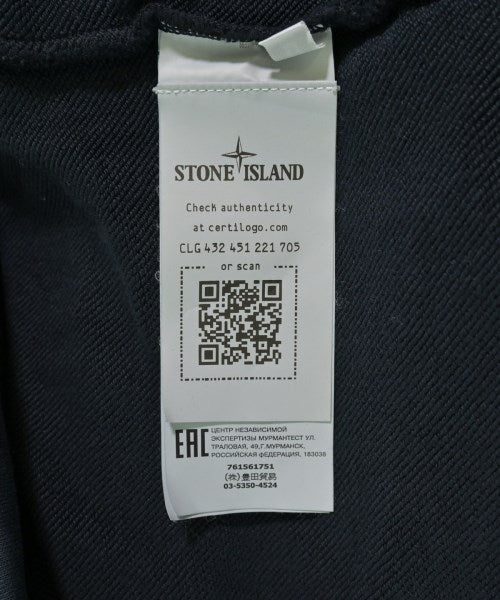 STONE ISLAND
Check authenticity
at certilogo.com
CLG 432 451 221 705
or scan
EAC
ЦЕНТР НЕЗАВИСИМОЙ
ЭКСПЕРТИЗЫ МУРМАНТЕСТ УЛ.
ТРАЛОВАЯ, 49,Г.МУРМАНСК,
РОССИЙСКАЯ ФЕДЕРАЦИЯ, 183038
761561751
(株)豊田貿易
03-5350-4524